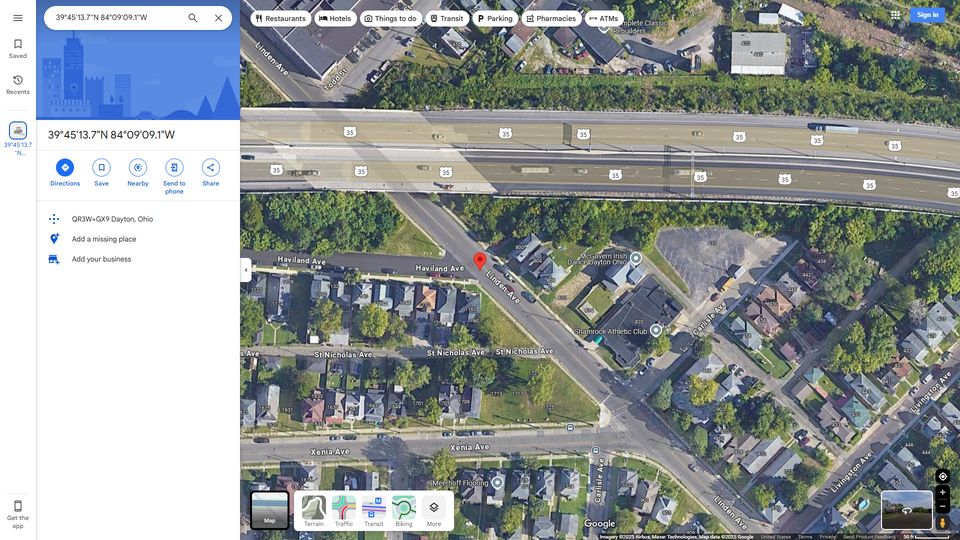 39°45'13.7"N 84°09'09.1"W
Restaurants
Hotels
Things to do
Transit
Parking
Pharmacies
ATMs
Sign in
Saved
Recents
39°45'13.7"
N...
Get the
app
39°45'13.7"N 84°09'09.1"W
Directions
Save
Nearby
Send to
phone
Share
QR3W+GX9 Dayton, Ohio
Add a missing place
Add your business
Complete Classic
Rebuilders
Linden Ave
Todd St
35
35
35
35
35
35
35
35
35
35
35
35
35
35
Haviland Ave
Haviland Ave
Linden Ave
McGovern Irish
Dance Dayton Ohio
Shamrock Athletic Club
Carlisle Ave
St Nicholas Ave
St Nicholas Ave
s Ave
Xenia Ave
Xenia Ave
Meerhoff Flooring
Carlisle Ave
Linden Ave
Livingston Ave
Livingston Ave
Map
Terrain
Traffic
Transit
Biking
More
Google
Imagery ©2025 Airbus, Maxar Technologies, Map data ©2025 Google
United States
Terms
Privacy
Send Product Feedback
50 ft